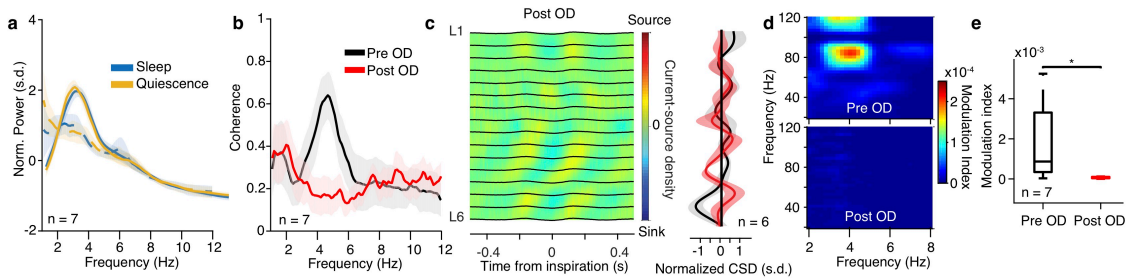 a
4
2
0
-2
Norm. Power (s.d.)
Sleep
Quiescence
n = 7
2 4 6 8 10 12
Frequency (Hz)
b
1
0.8
0.6
0.4
0.2
0
Coherence
Pre OD
Post OD
n = 7
2 4 6 8 10 12
Frequency (Hz)
c
Post OD
L1
L6
-0.4 0 0.4
Time from inspiration (s)
Source
0
Sink
Current-source density
n = 6
-1 0 1
Normalized CSD (s.d.)
d
120
80
40
Pre OD
120
80
40
Post OD
Frequency (Hz)
2 4 6 8
Frequency (Hz)
x10⁻⁴
2
1
0
Modulation Index
e
x10⁻³
*
4
2
0
Modulation index
n = 7
Pre OD Post OD